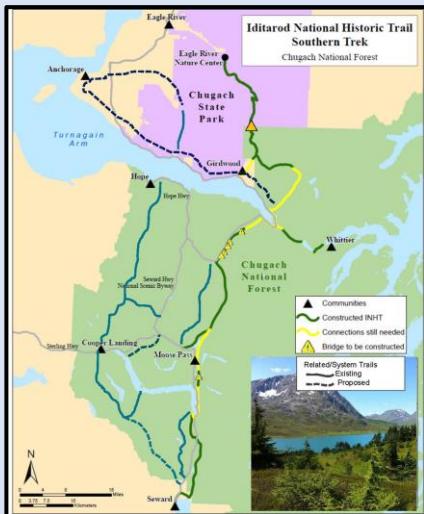 Iditarod National Historic Trail
Southern Trek
Chugach National Forest
Eagle River
Eagle River
Nature Center
Anchorage
Chugach
State
Park
Turnagain
Arm
Girdwood
Hope
Hope Hwy
Whittier
Seward Hwy
National Scenic Byway
Chugach
National
Forest
Communities
Constructed INHT
Connections still needed
Bridge to be constructed
Sterling Hwy
Cooper Landing
Moose Pass
Related/System Trails
Existing
Proposed
N
Miles
Kilometers
Seward